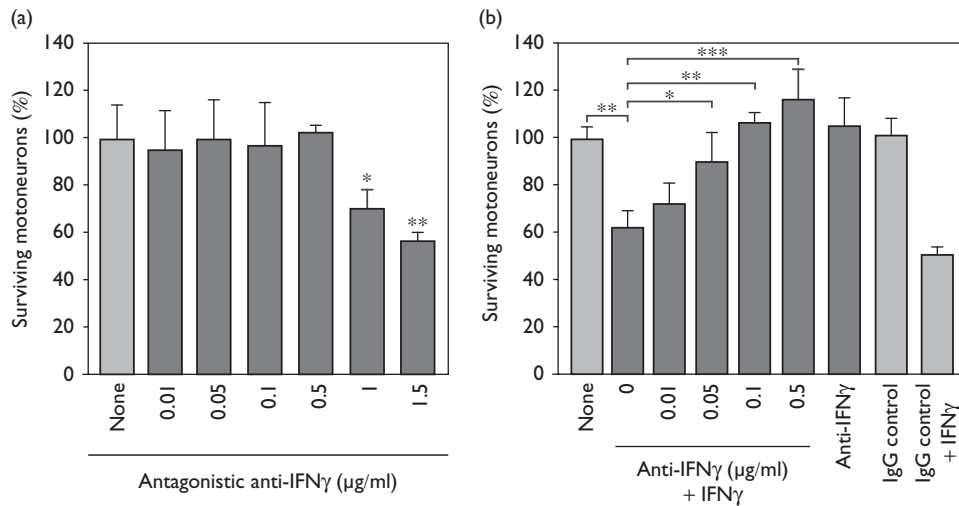 (a)
140
120
100
80
60
40
20
0
Surviving motoneurons (%)
*
**
None
0.01
0.05
0.1
0.5
1
1.5
Antagonistic anti-IFNγ (µg/ml)
(b)
140
120
100
80
60
40
20
0
Surviving motoneurons (%)
***
**
*
**
None
0
0.01
0.05
0.1
0.5
Anti-IFNγ
IgG control
IgG control
+ IFNγ
Anti-IFNγ (µg/ml)
+ IFNγ